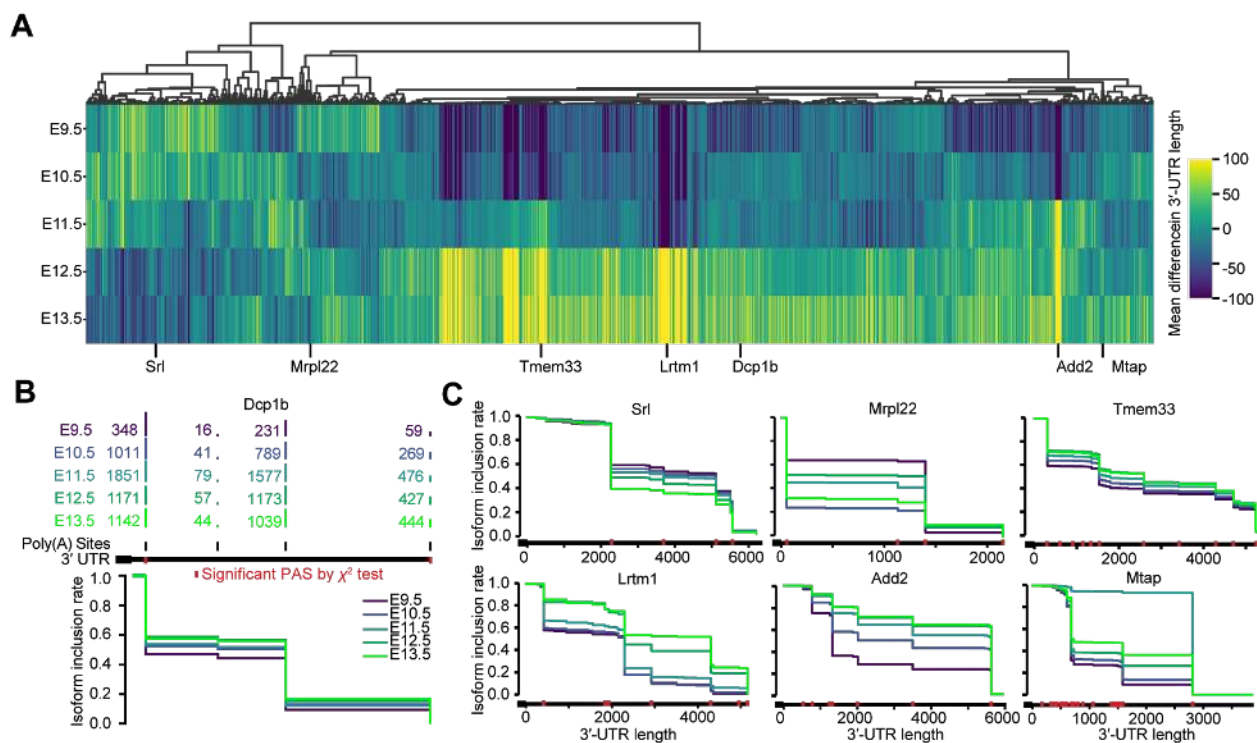 A
E9.5
E10.5
E11.5
E12.5
E13.5
100
50
0
-50
-100
Mean differencein 3′-UTR length
Srl
Mrpl22
Tmem33
Lrtm1
Dcp1b
Add2
Mtap
B
Dcp1b
E9.5 348 16 231 59
E10.5 1011 41 789 269
E11.5 1851 79 1577 476
E12.5 1171 57 1173 427
E13.5 1142 44 1039 444
Poly(A) Sites
3′ UTR
Significant PAS by χ² test
Isoform inclusion rate
1.0
0.8
0.6
0.4
0.2
0.0
E9.5
E10.5
E11.5
E12.5
E13.5
C
Srl
Mrpl22
Tmem33
Isoform inclusion rate
1.0
0.8
0.6
0.4
0.2
0.0
0 2000 4000 6000
0 1000 2000
0 2000 4000
Lrtm1
Add2
Mtap
Isoform inclusion rate
1.0
0.8
0.6
0.4
0.2
0.0
0 2000 4000
0 2000 4000 6000
0 1000 2000 3000
3′-UTR length
3′-UTR length
3′-UTR length